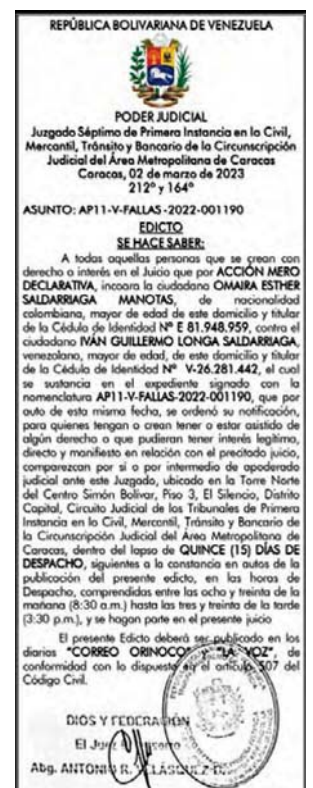 REPÚBLICA BOLIVARIANA DE VENEZUELA
PODER JUDICIAL
Juzgado Séptimo de Primera Instancia en lo Civil,
Mercantil, Tránsito y Bancario de la Circunscripción
Judicial del Área Metropolitana de Caracas
Caracas, 02 de marzo de 2023
212º y 164º
ASUNTO: AP11-V-FALLAS-2022-001190
EDICTO
SE HACE SABER:
A todas aquellas personas que se crean con
derecho o interés en el Juicio que por ACCIÓN MERO
DECLARATIVA, incoara la ciudadana OMAIRA ESTHER
SALDARRIAGA MANOTAS, de nacionalidad
colombiana, mayor de edad, de este domicilio y titular
de la Cédula de Identidad Nº E 81.948.959, contra el
ciudadano IVÁN GUILLERMO LONGA SALDARRIAGA,
venezolano, mayor de edad, de este domicilio y titular
de la Cédula de Identidad Nº V-26.281.442, el cual
se sustancia en el expediente signado con la
nomenclatura AP11-V-FALLAS-2022-001190, que por
auto de esta misma fecha, se ordenó su notificación,
para quienes tengan o crean tener o estar asistido de
algún derecho o que pudieran tener interés legítimo,
directo y manifiesto en relación con el precitado juicio,
comparezcan por si o por intermedio de apoderado
judicial ante este Juzgado, ubicado en la Torre Norte
del Centro Simón Bolívar, Piso 3, El Silencio, Distrito
Capital, Circuito Judicial de los Tribunales de Primera
Instancia en lo Civil, Mercantil, Tránsito y Bancario de
la Circunscripción Judicial del Área Metropolitana de
Caracas, dentro del lapso de QUINCE (15) DÍAS DE
DESPACHO, siguientes a la constancia en autos de la
publicación del presente edicto, en las horas de
Despacho, comprendidas entre las ocho y treinta de la
mañana (8:30 a.m.) hasta las tres y treinta de la tarde
(3:30 p.m.), y se hagan parte en el presente juicio
El presente Edicto deberá ser publicado en los
diarios "CORREO ORINOCO" y "LA VOZ", de
conformidad con lo dispuesto en el artículo 507 del
Código Civil.
DIOS Y FEDERACIÓN
El Juez
Abg. ANTONIO R. VELÁSQUEZ D.